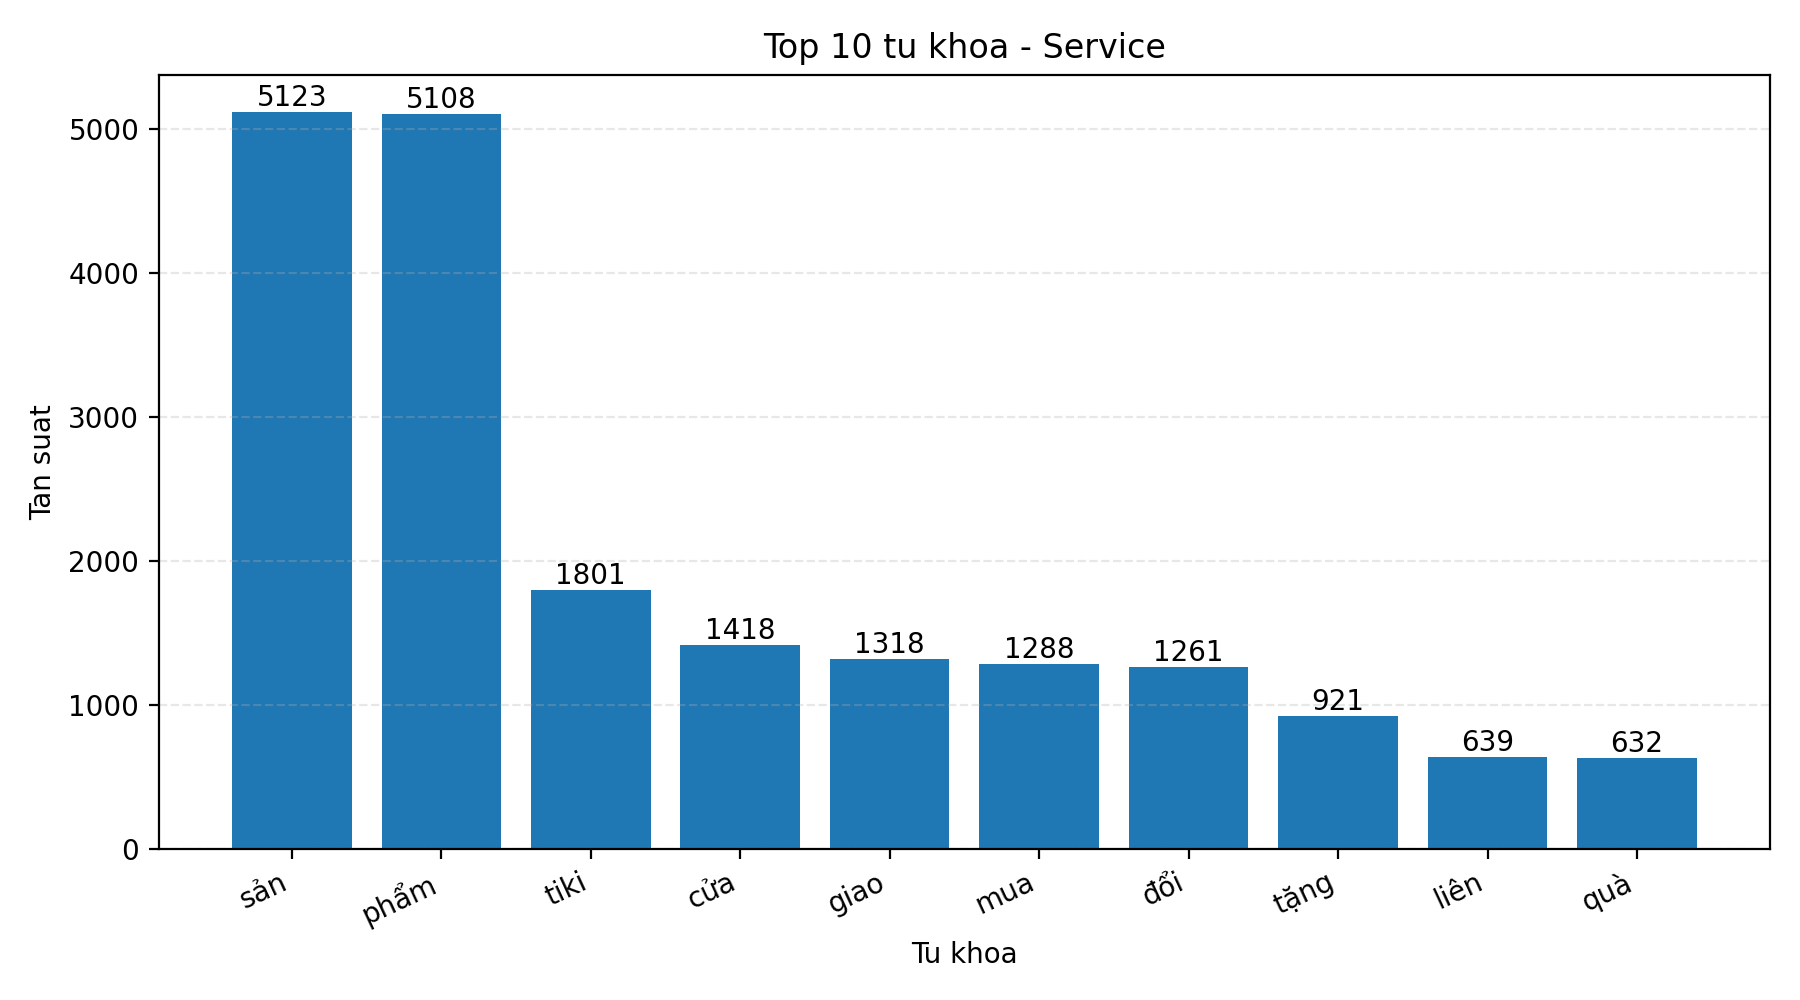 Top 10 tu khoa - Service
5123
5108
1801
1418
1318
1288
1261
921
639
632
5000
4000
3000
2000
1000
0
Tan suat
sản
phẩm
tiki
cửa
giao
mua
đổi
tặng
liên
quà
Tu khoa